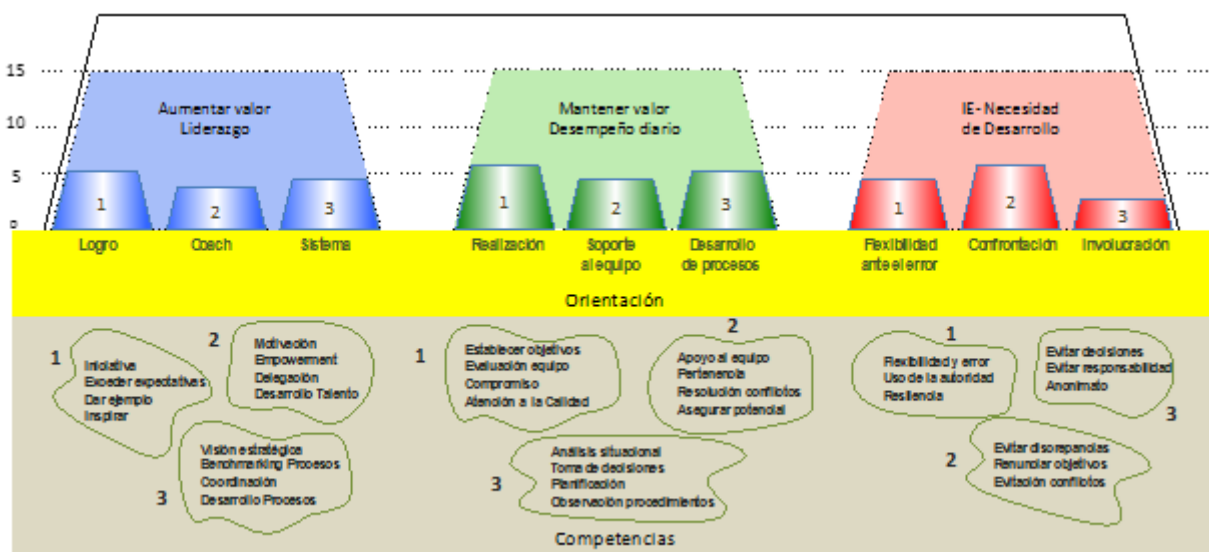 15
10
5
0
Aumentar valor
Liderazgo
1
2
3
Mantener valor
Desempeño diario
1
2
3
IE- Necesidad
de Desarrollo
1
2
3
Logro
Coach
Sistema
Realización
Soporte
al equipo
Desarrollo
de procesos
Flexibilidad
ante el error
Confrontación
Involucración
Orientación
1
Iniciativa
Exceder expectativas
Dar ejemplo
Inspirar
2
Motivación
Empowerment
Delegación
Desarrollo Talento
3
Visión estratégica
Benchmarking Procesos
Coordinación
Desarrollo Procesos
1
Establecer objetivos
Evaluación equipo
Compromiso
Atención a la Calidad
2
Apoyo al equipo
Pertenencia
Resolución conflictos
Asegurar potencial
3
Análisis situacional
Toma de decisiones
Planificación
Observación procedimientos
1
Flexibilidad y error
Uso de la autoridad
Resiliencia
Evitar decisiones
Evitar responsabilidad
Anonimato
3
2
Evitar discrepancias
Renunciar objetivos
Evitación conflictos
Competencias